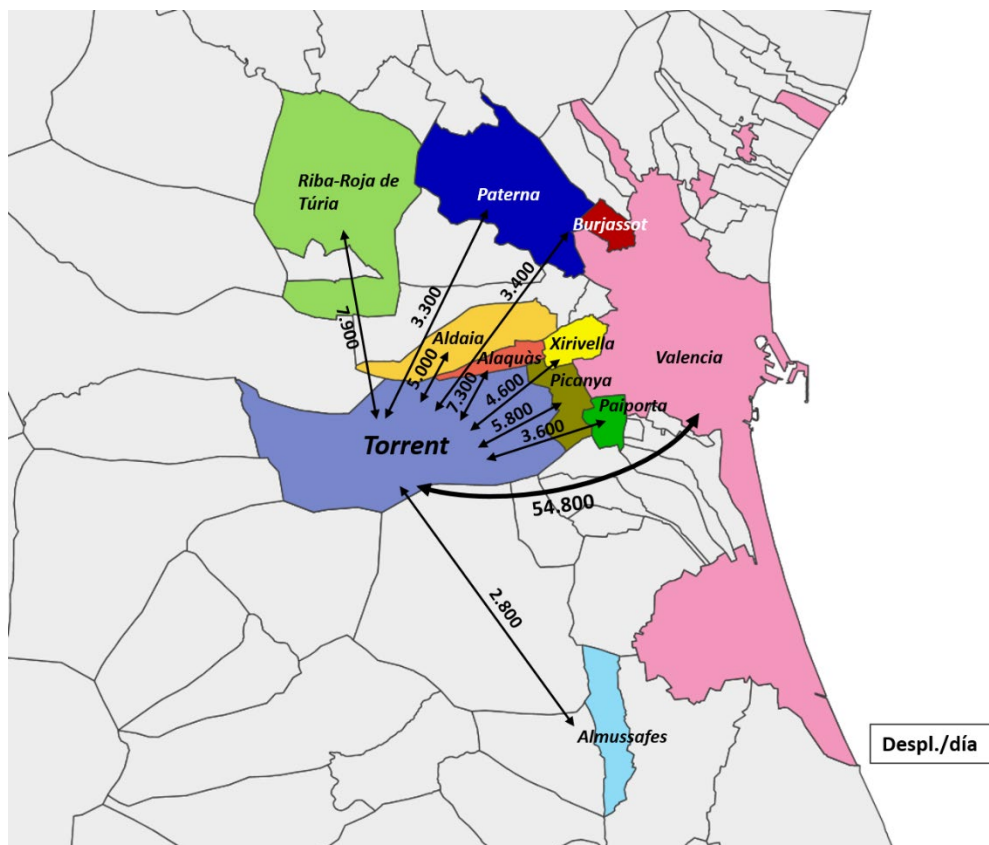 Riba-Roja de
Túria
Paterna
Burjassot
7.900
3.300
3.400
Aldaia
Xirivella
Alaquàs
Valencia
5.000
7.300
4.600
Picanya
5.800
Paiporta
3.600
Torrent
54.800
2.800
Almussafes
Despl./día